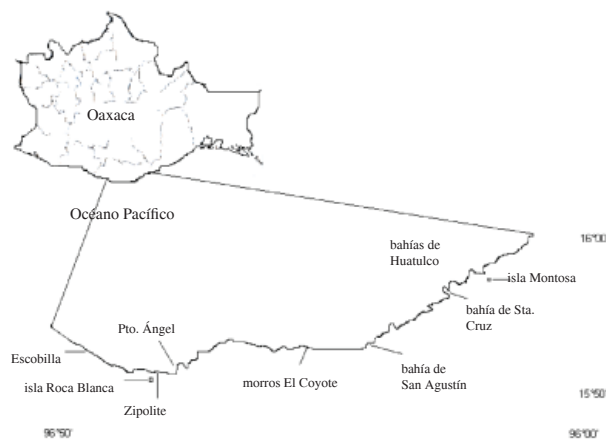 Oaxaca
Océano Pacífico
bahías de
Huatulco
16°00'
isla Montosa
bahía de Sta.
Cruz
Pto. Ángel
Escobilla
isla Roca Blanca
Zipolite
morros El Coyote
bahía de
San Agustín
15°50'
96°50'
96°00'